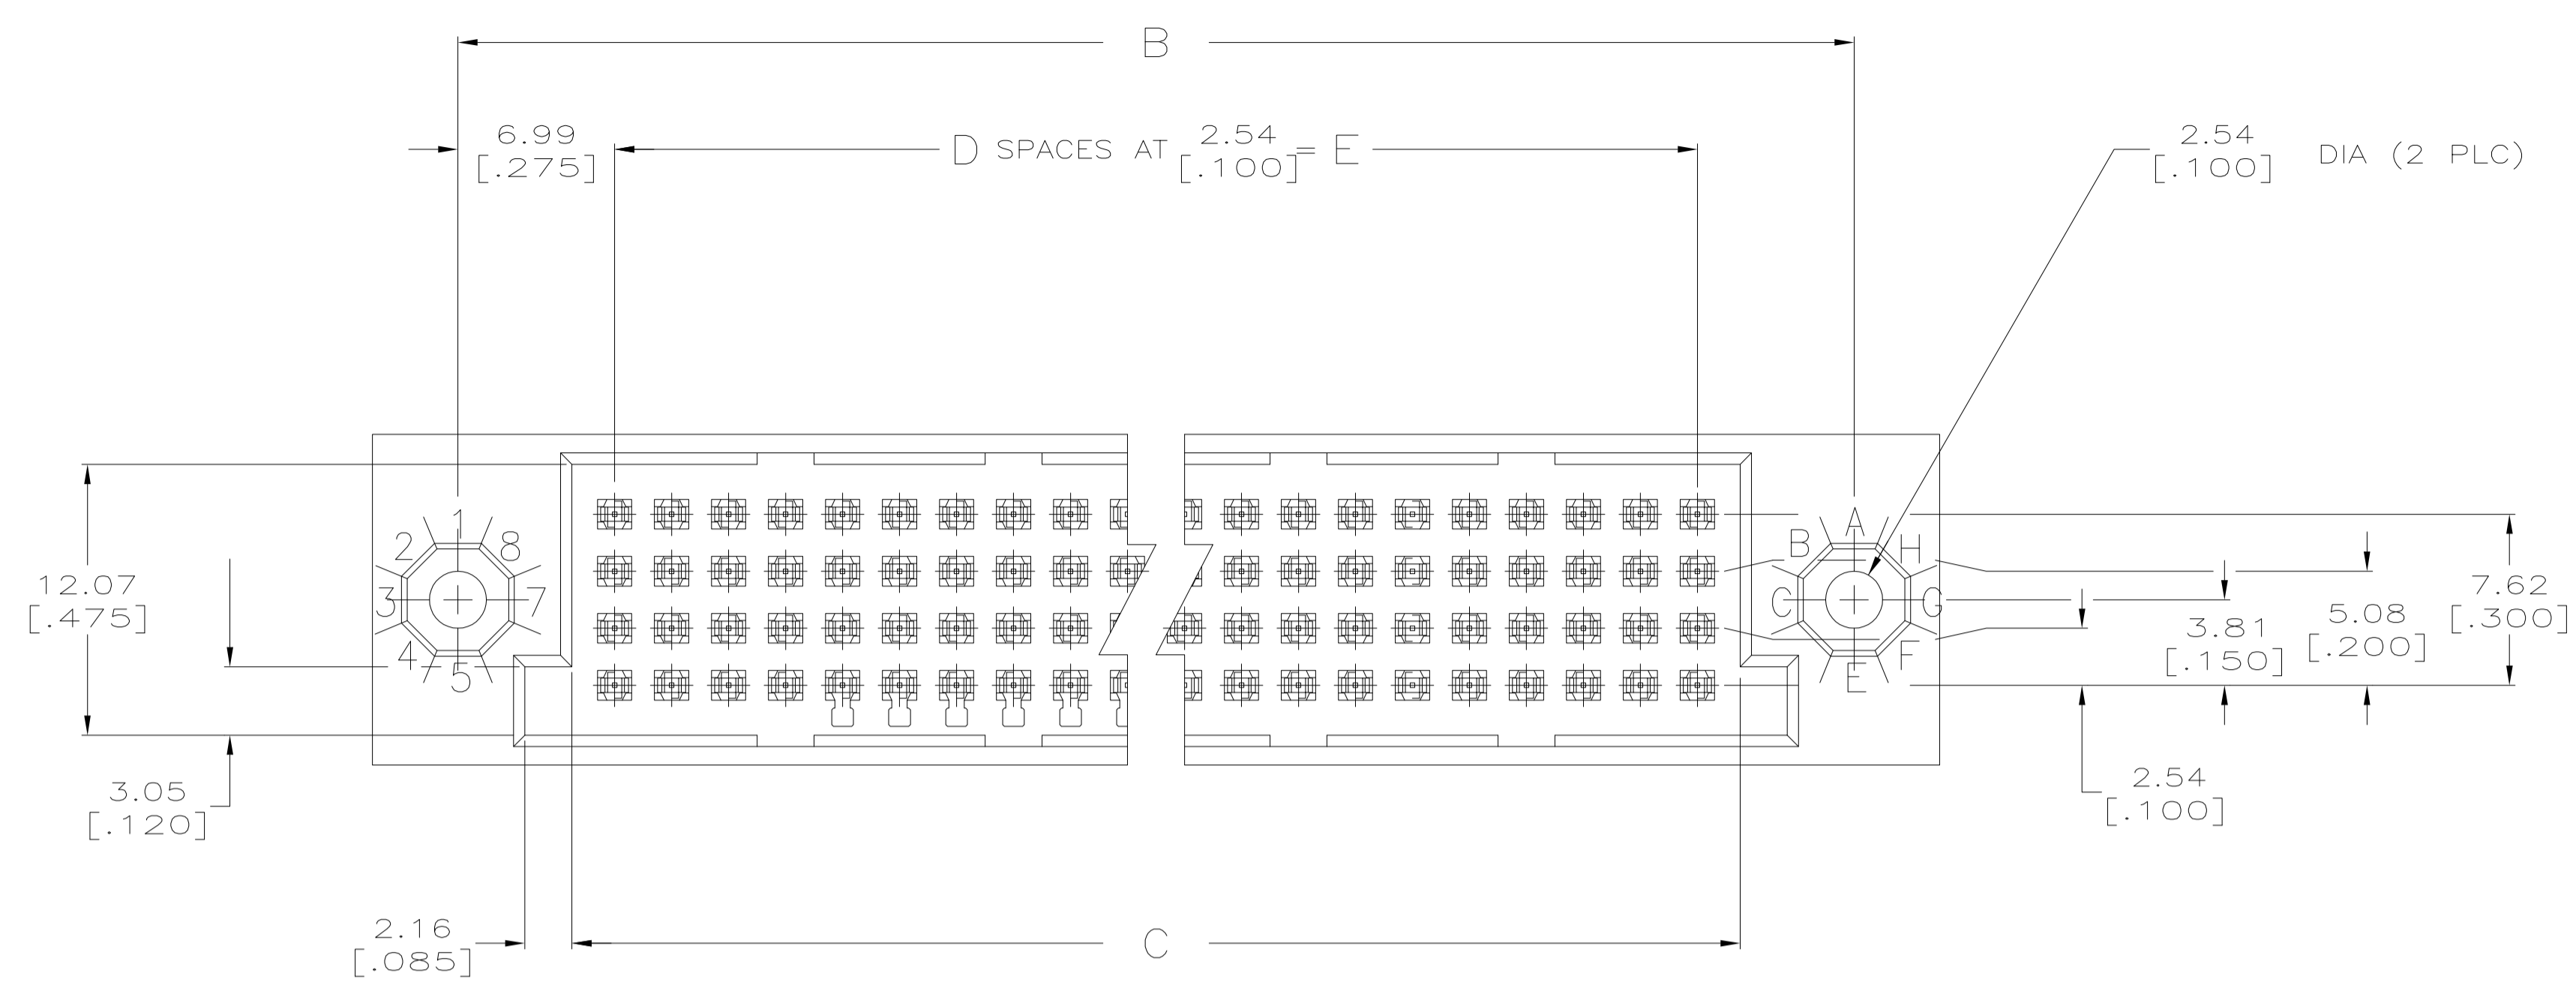 B
6.99
[.275]
D SPACES AT 2.54 [.100] = E
2.54
[.100]
DIA (2 PLC)
1
2
8
3
7
4
5
A
B
H
C
G
F
E
12.07
[.475]
7.62
[.300]
5.08
[.200]
3.81
[.150]
3.05
[.120]
2.54
[.100]
2.16
[.085]
C